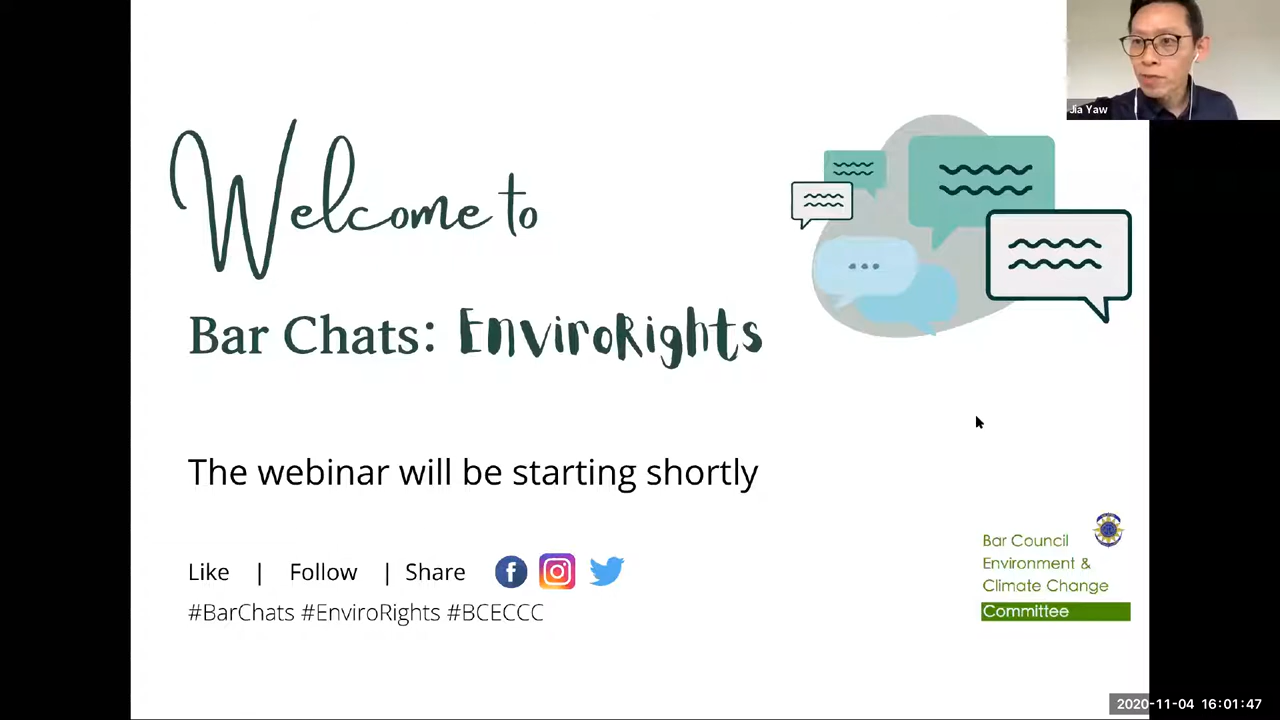 Jia Yaw
Welcome to
Bar Chats: EnviroRights
The webinar will be starting shortly
Like | Follow | Share
#BarChats #EnviroRights #BCECCC
Bar Council
Environment &
Climate Change
Committee
2020-11-04 16:01:47